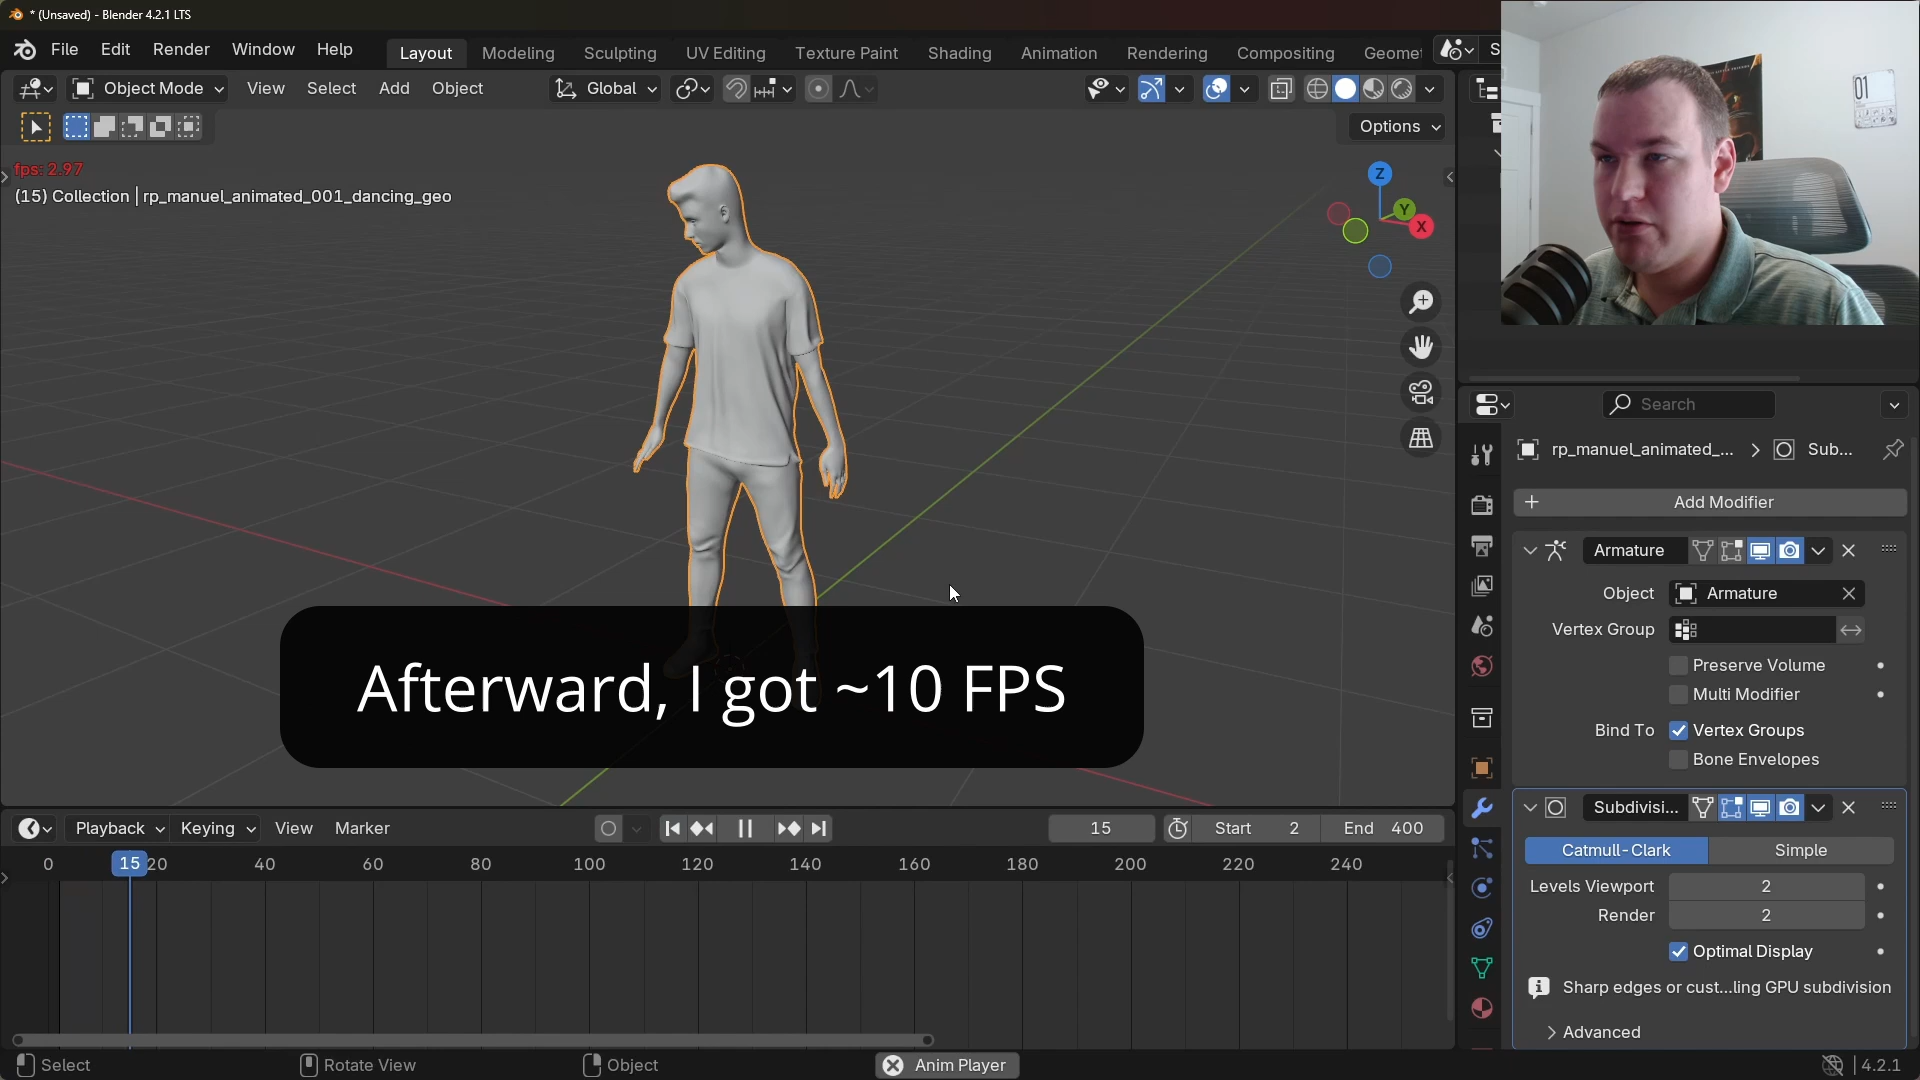 * (Unsaved) - Blender 4.2.1 LTS
File Edit Render Window Help Layout Modeling Sculpting UV Editing Texture Paint Shading Animation Rendering Compositing Geomet S
Object Mode View Select Add Object Global
Options
fps: 2.97
(15) Collection | rp_manuel_animated_001_dancing_geo
Z
Y
X
01
Search
rp_manuel_animated_... > Sub...
+ Add Modifier
Armature
Object Armature
Vertex Group
Preserve Volume
Multi Modifier
Bind To Vertex Groups
Bone Envelopes
Afterward, I got ~10 FPS
Subdivisi...
Catmull-Clark Simple
Levels Viewport 2
Render 2
Optimal Display
Sharp edges or cust...ling GPU subdivision
Advanced
Playback Keying View Marker 15 Start 2 End 400
0 15 20 40 60 80 100 120 140 160 180 200 220 240
Select Rotate View Object Anim Player 4.2.1